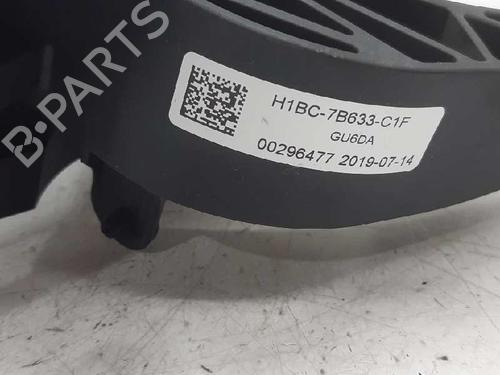 B-PARTS
H1BC-7B633-C1F
GU6DA
00296477 2019-07-14